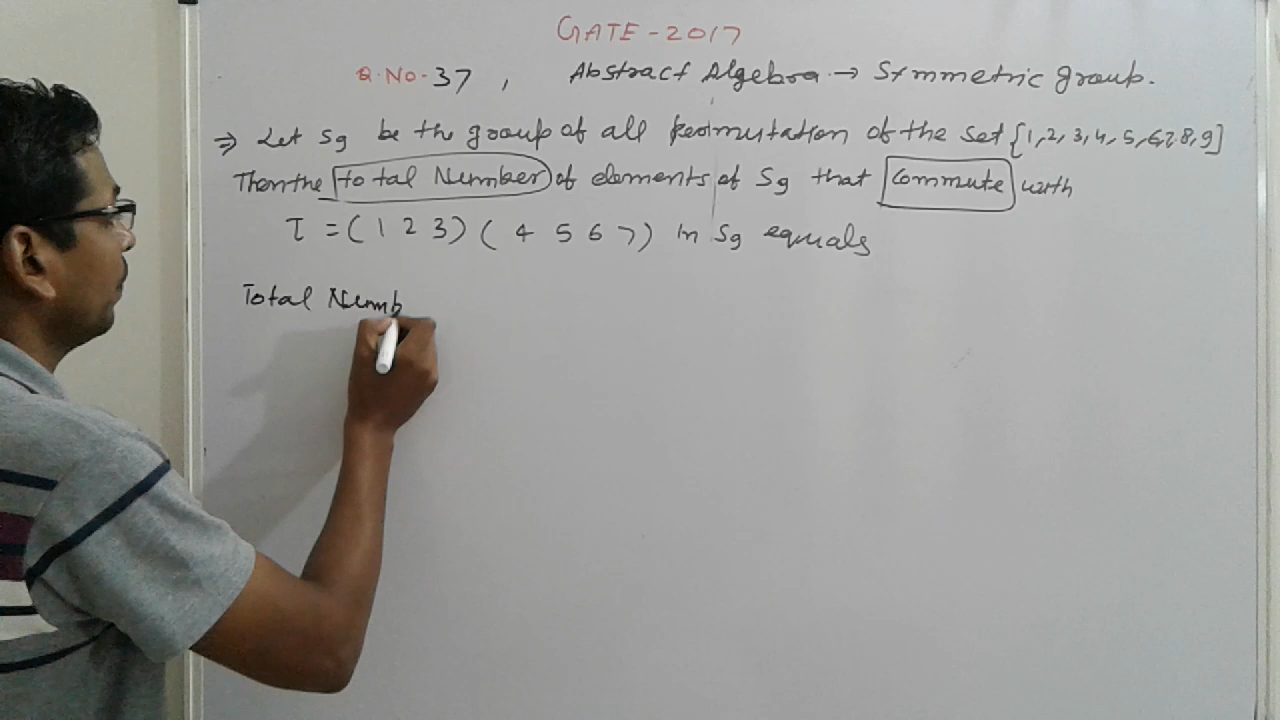 GATE - 2017
Q.No- 37 , Abstract Algebra → Symmetric group.
⇒ Let S9 be the group of all permutation of the set {1,2,3,4,5,6,7,8,9]
Then the total Number of elements of S9 that commute with
τ = (1 2 3) (4 5 6 7) in S9 equals
Total Numb